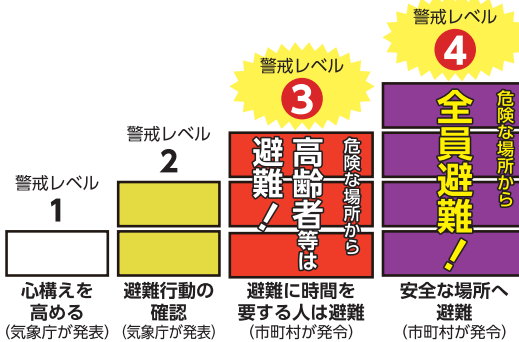 警戒レベル
1
心構えを
高める
(気象庁が発表)
警戒レベル
2
避難行動の
確認
(気象庁が発表)
警戒レベル
3
危険な場所から
高齢者等は
避難!
避難に時間を
要する人は避難
(市町村が発令)
警戒レベル
4
危険な場所から
全員避難!
安全な場所へ
避難
(市町村が発令)